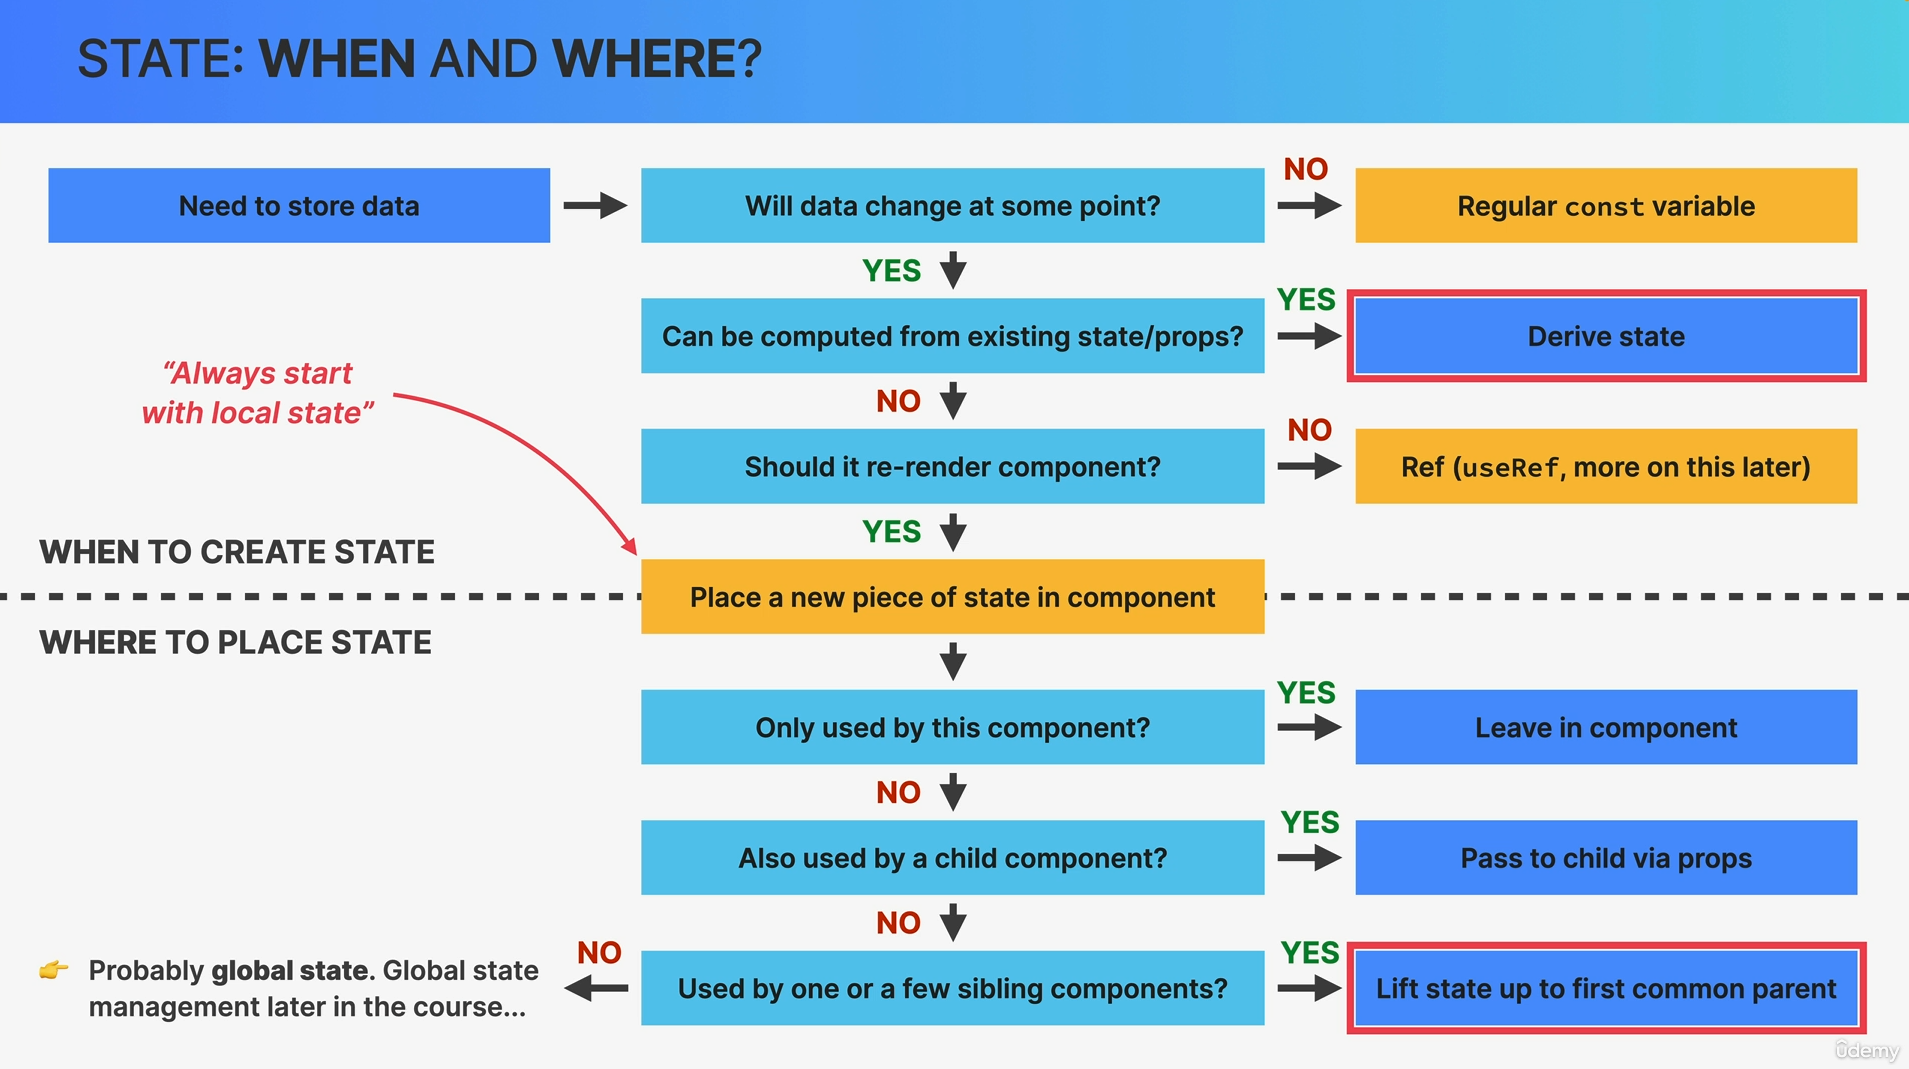 STATE: WHEN AND WHERE?
Need to store data
Will data change at some point?
NO
Regular const variable
YES
Can be computed from existing state/props?
YES
Derive state
"Always start
with local state"
NO
Should it re-render component?
NO
Ref (useRef, more on this later)
YES
WHEN TO CREATE STATE
Place a new piece of state in component
WHERE TO PLACE STATE
Only used by this component?
YES
Leave in component
NO
Also used by a child component?
YES
Pass to child via props
NO
Used by one or a few sibling components?
YES
Lift state up to first common parent
NO
👉 Probably global state. Global state
management later in the course...
ûdemy